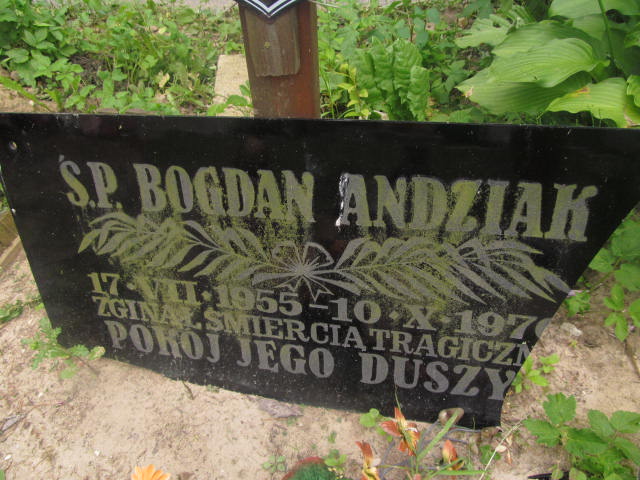 Ś.P. BOGDAN ANDZIAK
17 · VII · 1955 – 10 · X · 197
ZGINĄŁ ŚMIERCIĄ TRAGICZN
POKÓJ JEGO DUSZY